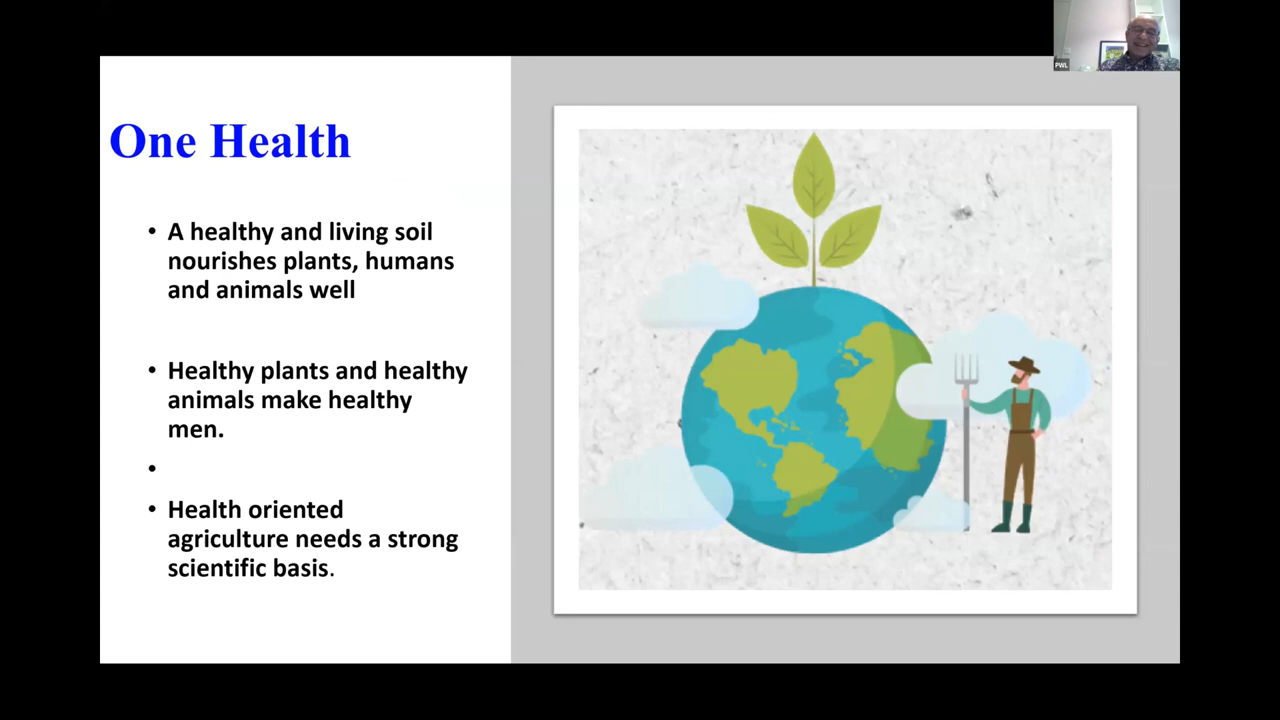 PWL
One Health
• A healthy and living soil
nourishes plants, humans
and animals well
• Healthy plants and healthy
animals make healthy
men.
•
• Health oriented
agriculture needs a strong
scientific basis.